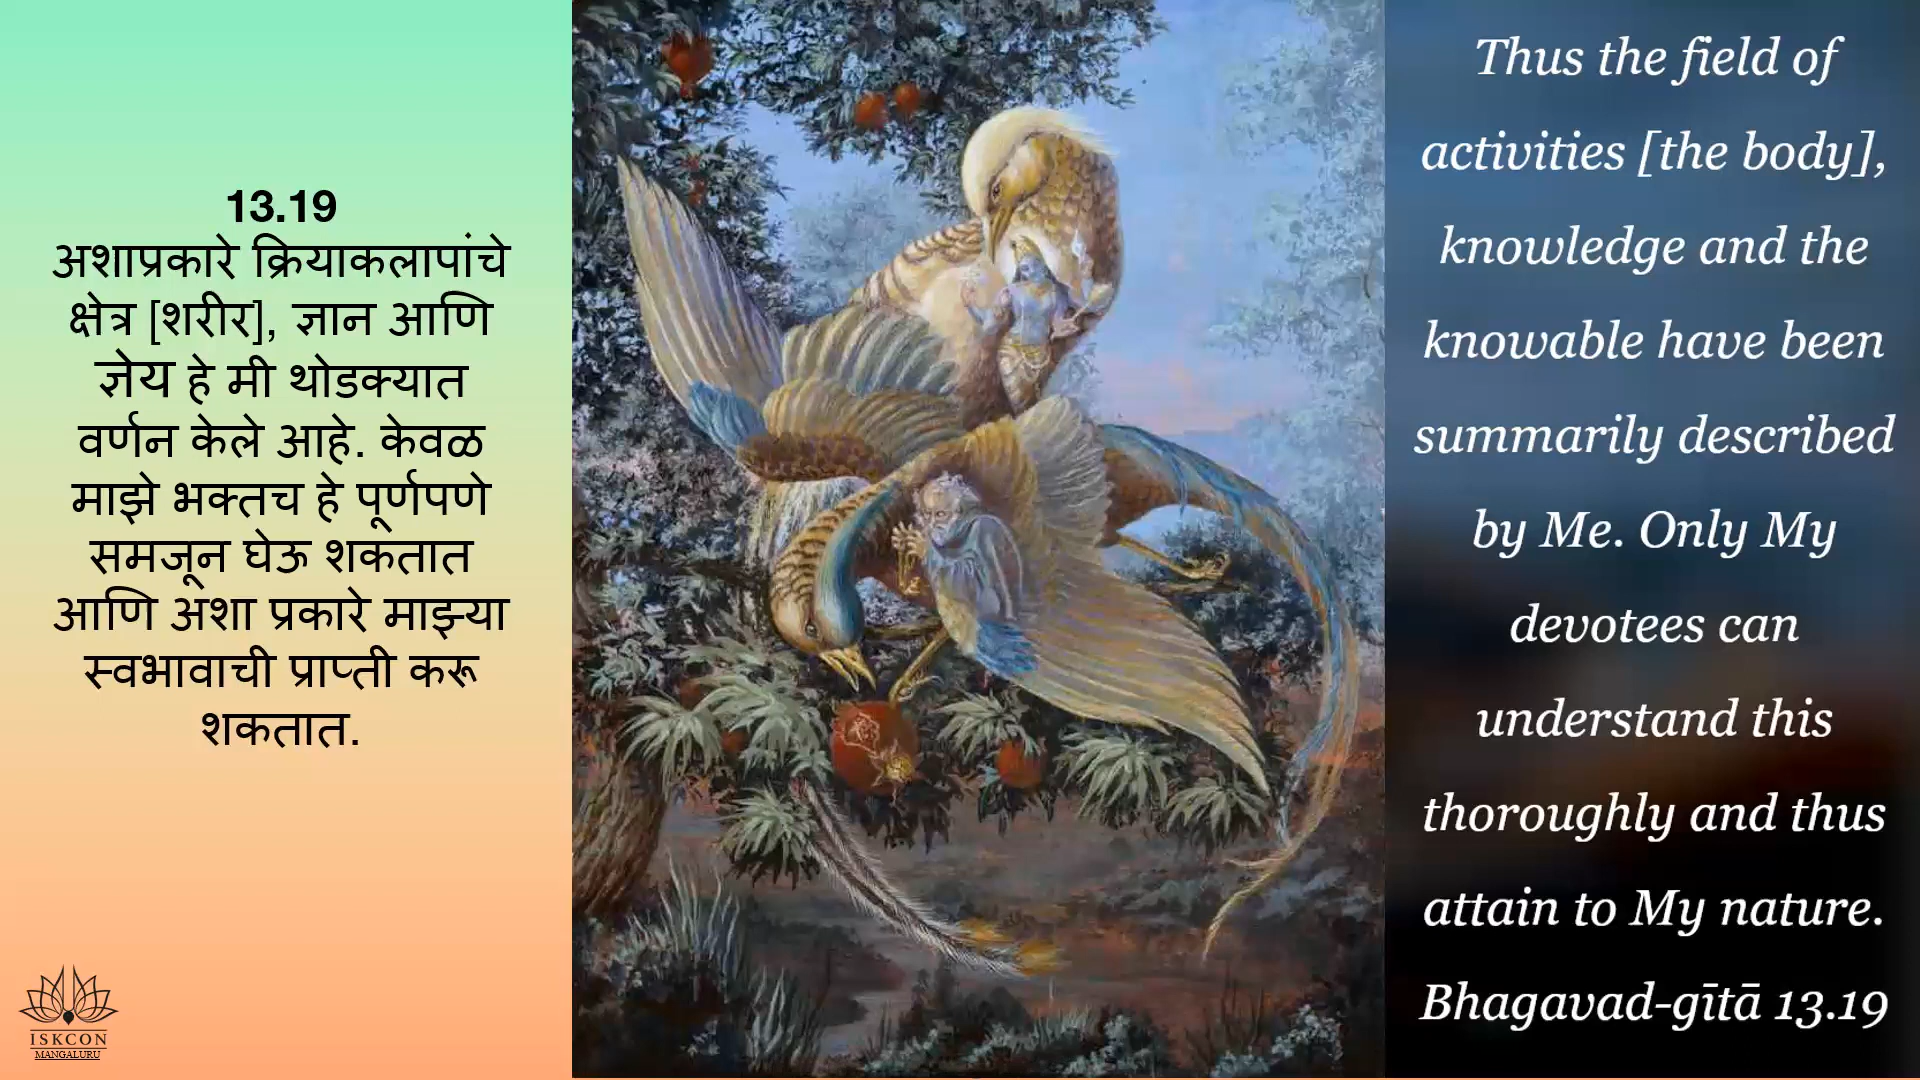 13.19
अशाप्रकारे क्रियाकलापांचे
क्षेत्र [शरीर], ज्ञान आणि
ज्ञेय हे मी थोडक्यात
वर्णन केले आहे. केवळ
माझे भक्तच हे पूर्णपणे
समजून घेऊ शकतात
आणि अशा प्रकारे माझ्या
स्वभावाची प्राप्ती करू
शकतात.
ISKCON
MANGALURU
Thus the field of
activities [the body],
knowledge and the
knowable have been
summarily described
by Me. Only My
devotees can
understand this
thoroughly and thus
attain to My nature.
Bhagavad-gītā 13.19